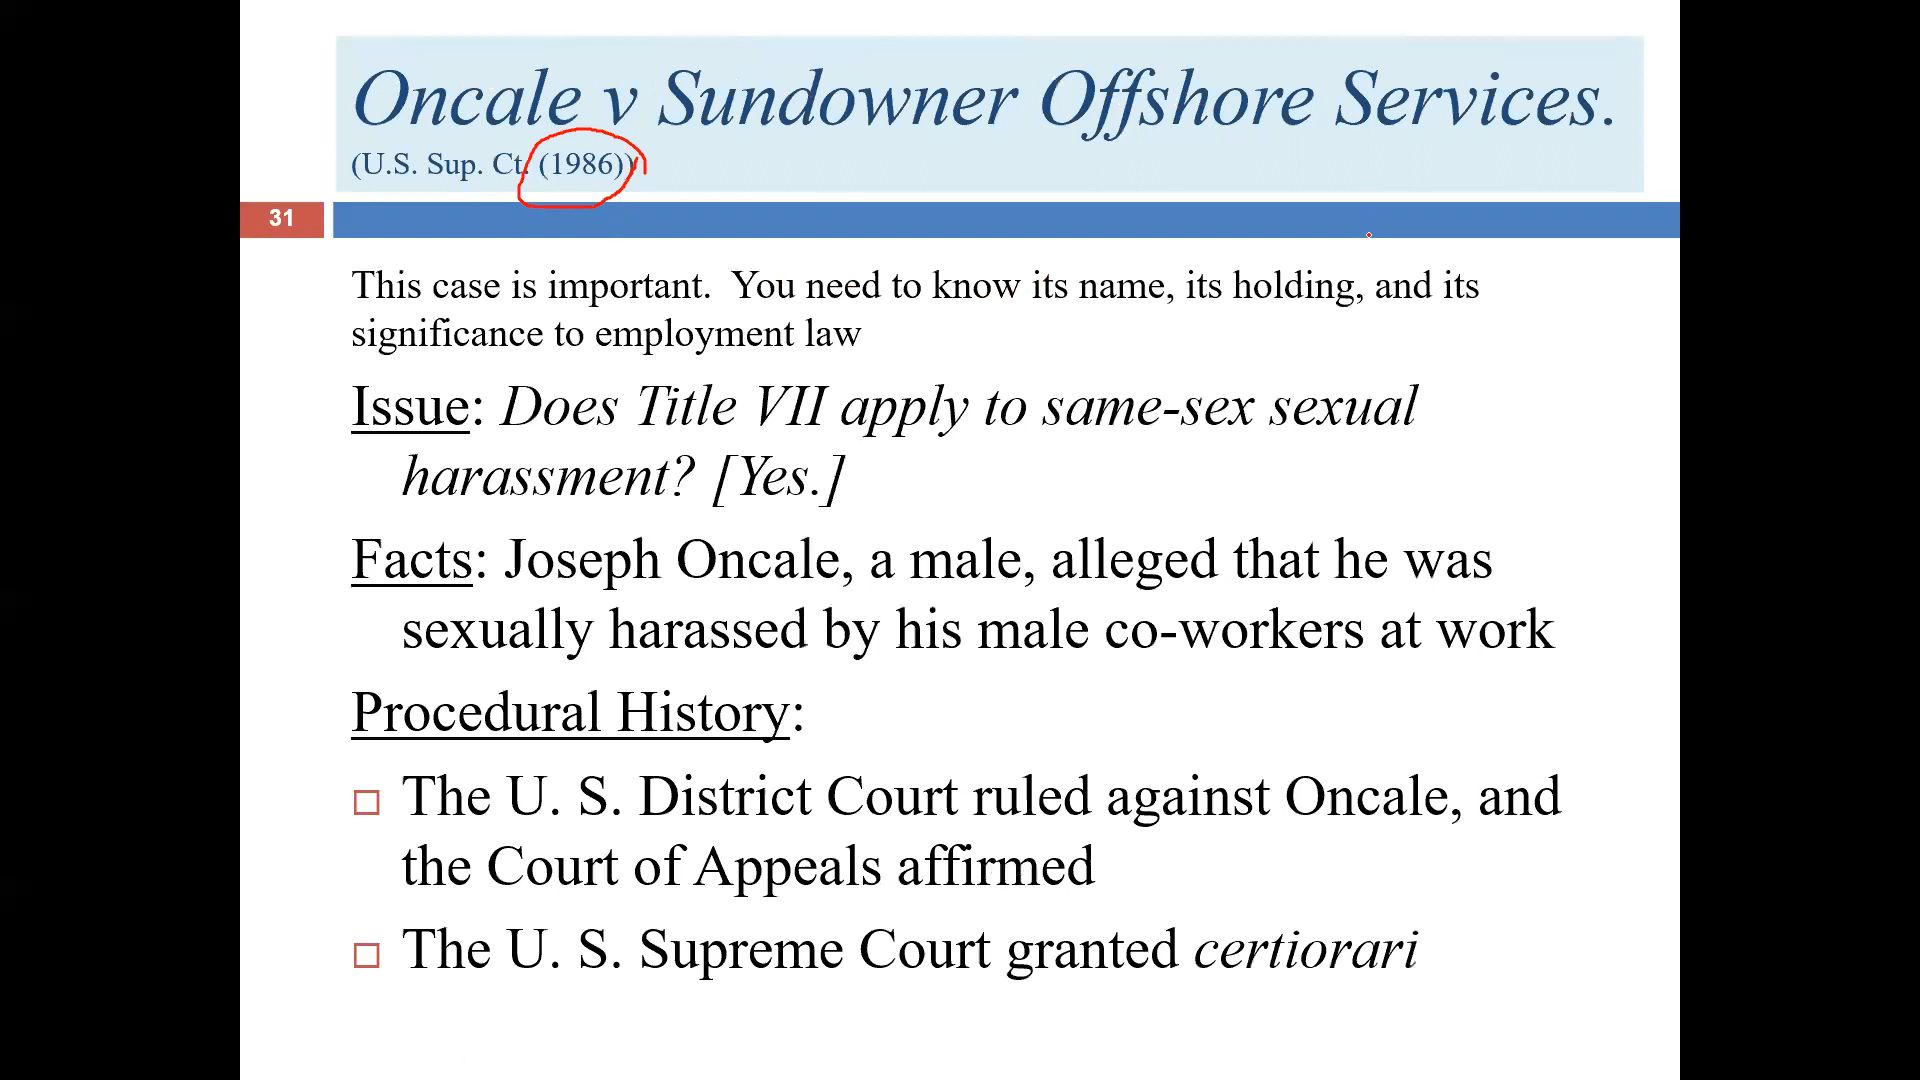 Oncale v Sundowner Offshore Services.
(U.S. Sup. Ct. (1986))
31
This case is important.  You need to know its name, its holding, and its
significance to employment law
Issue: Does Title VII apply to same-sex sexual
harassment? [Yes.]
Facts: Joseph Oncale, a male, alleged that he was
sexually harassed by his male co-workers at work
Procedural History:
The U. S. District Court ruled against Oncale, and
the Court of Appeals affirmed
The U. S. Supreme Court granted certiorari